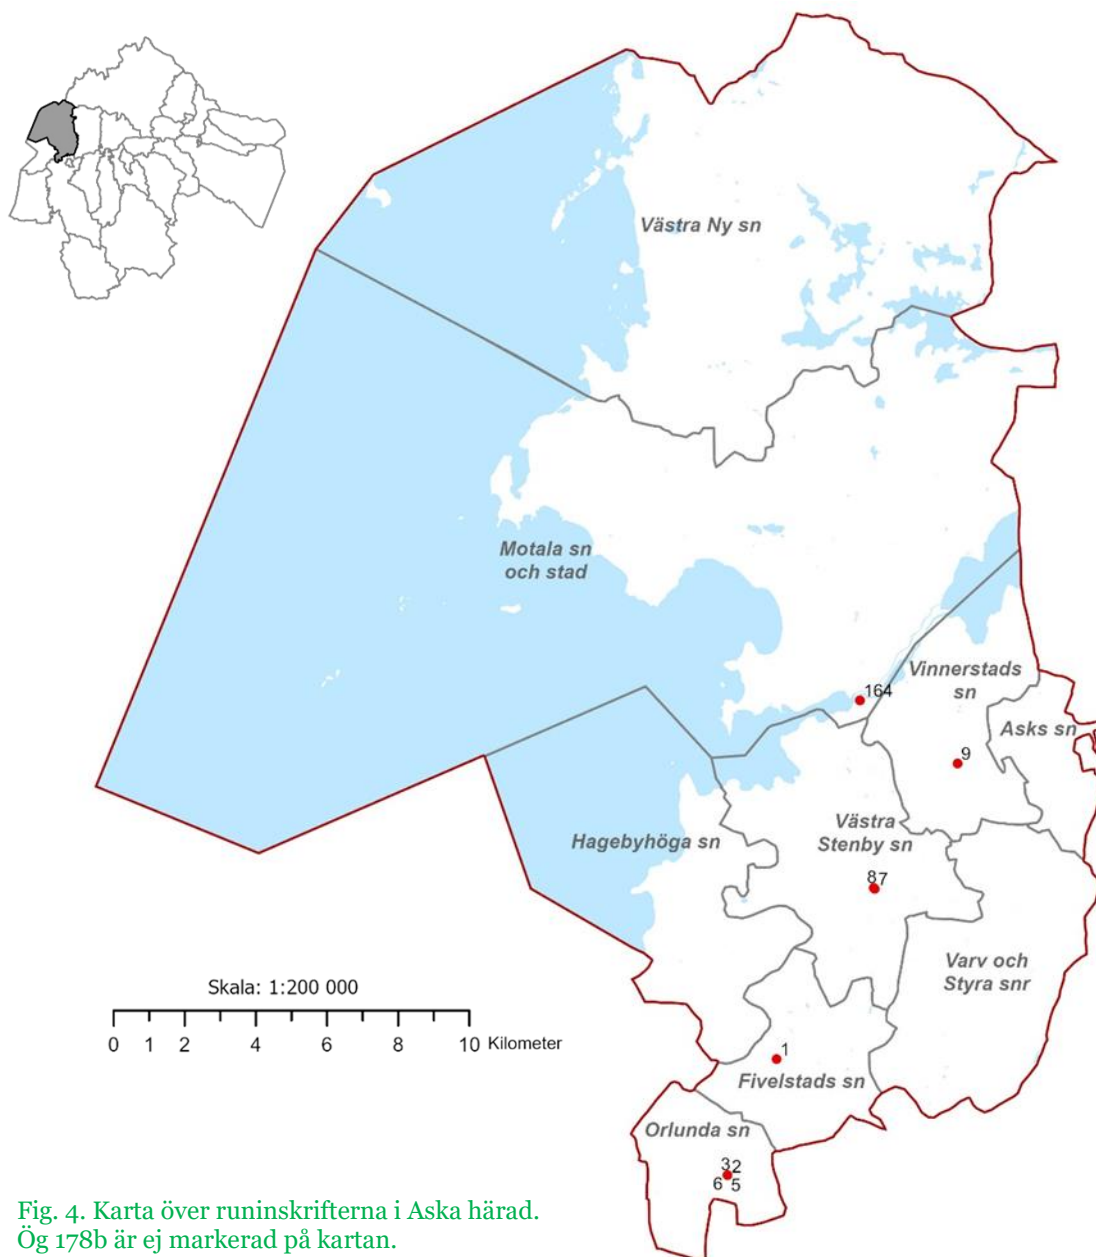 Västra Ny sn
Motala sn
och stad
164
Vinnerstads
sn
Asks sn
9
Hagebyhöga sn
Västra
Stenby sn
87
Varv och
Styra snr
Skala: 1:200 000
0 1 2 4 6 8 10 Kilometer
1
Fivelstads sn
Orlunda sn
32
6 5
Fig. 4. Karta över runinskrifterna i Aska härad.
Ög 178b är ej markerad på kartan.